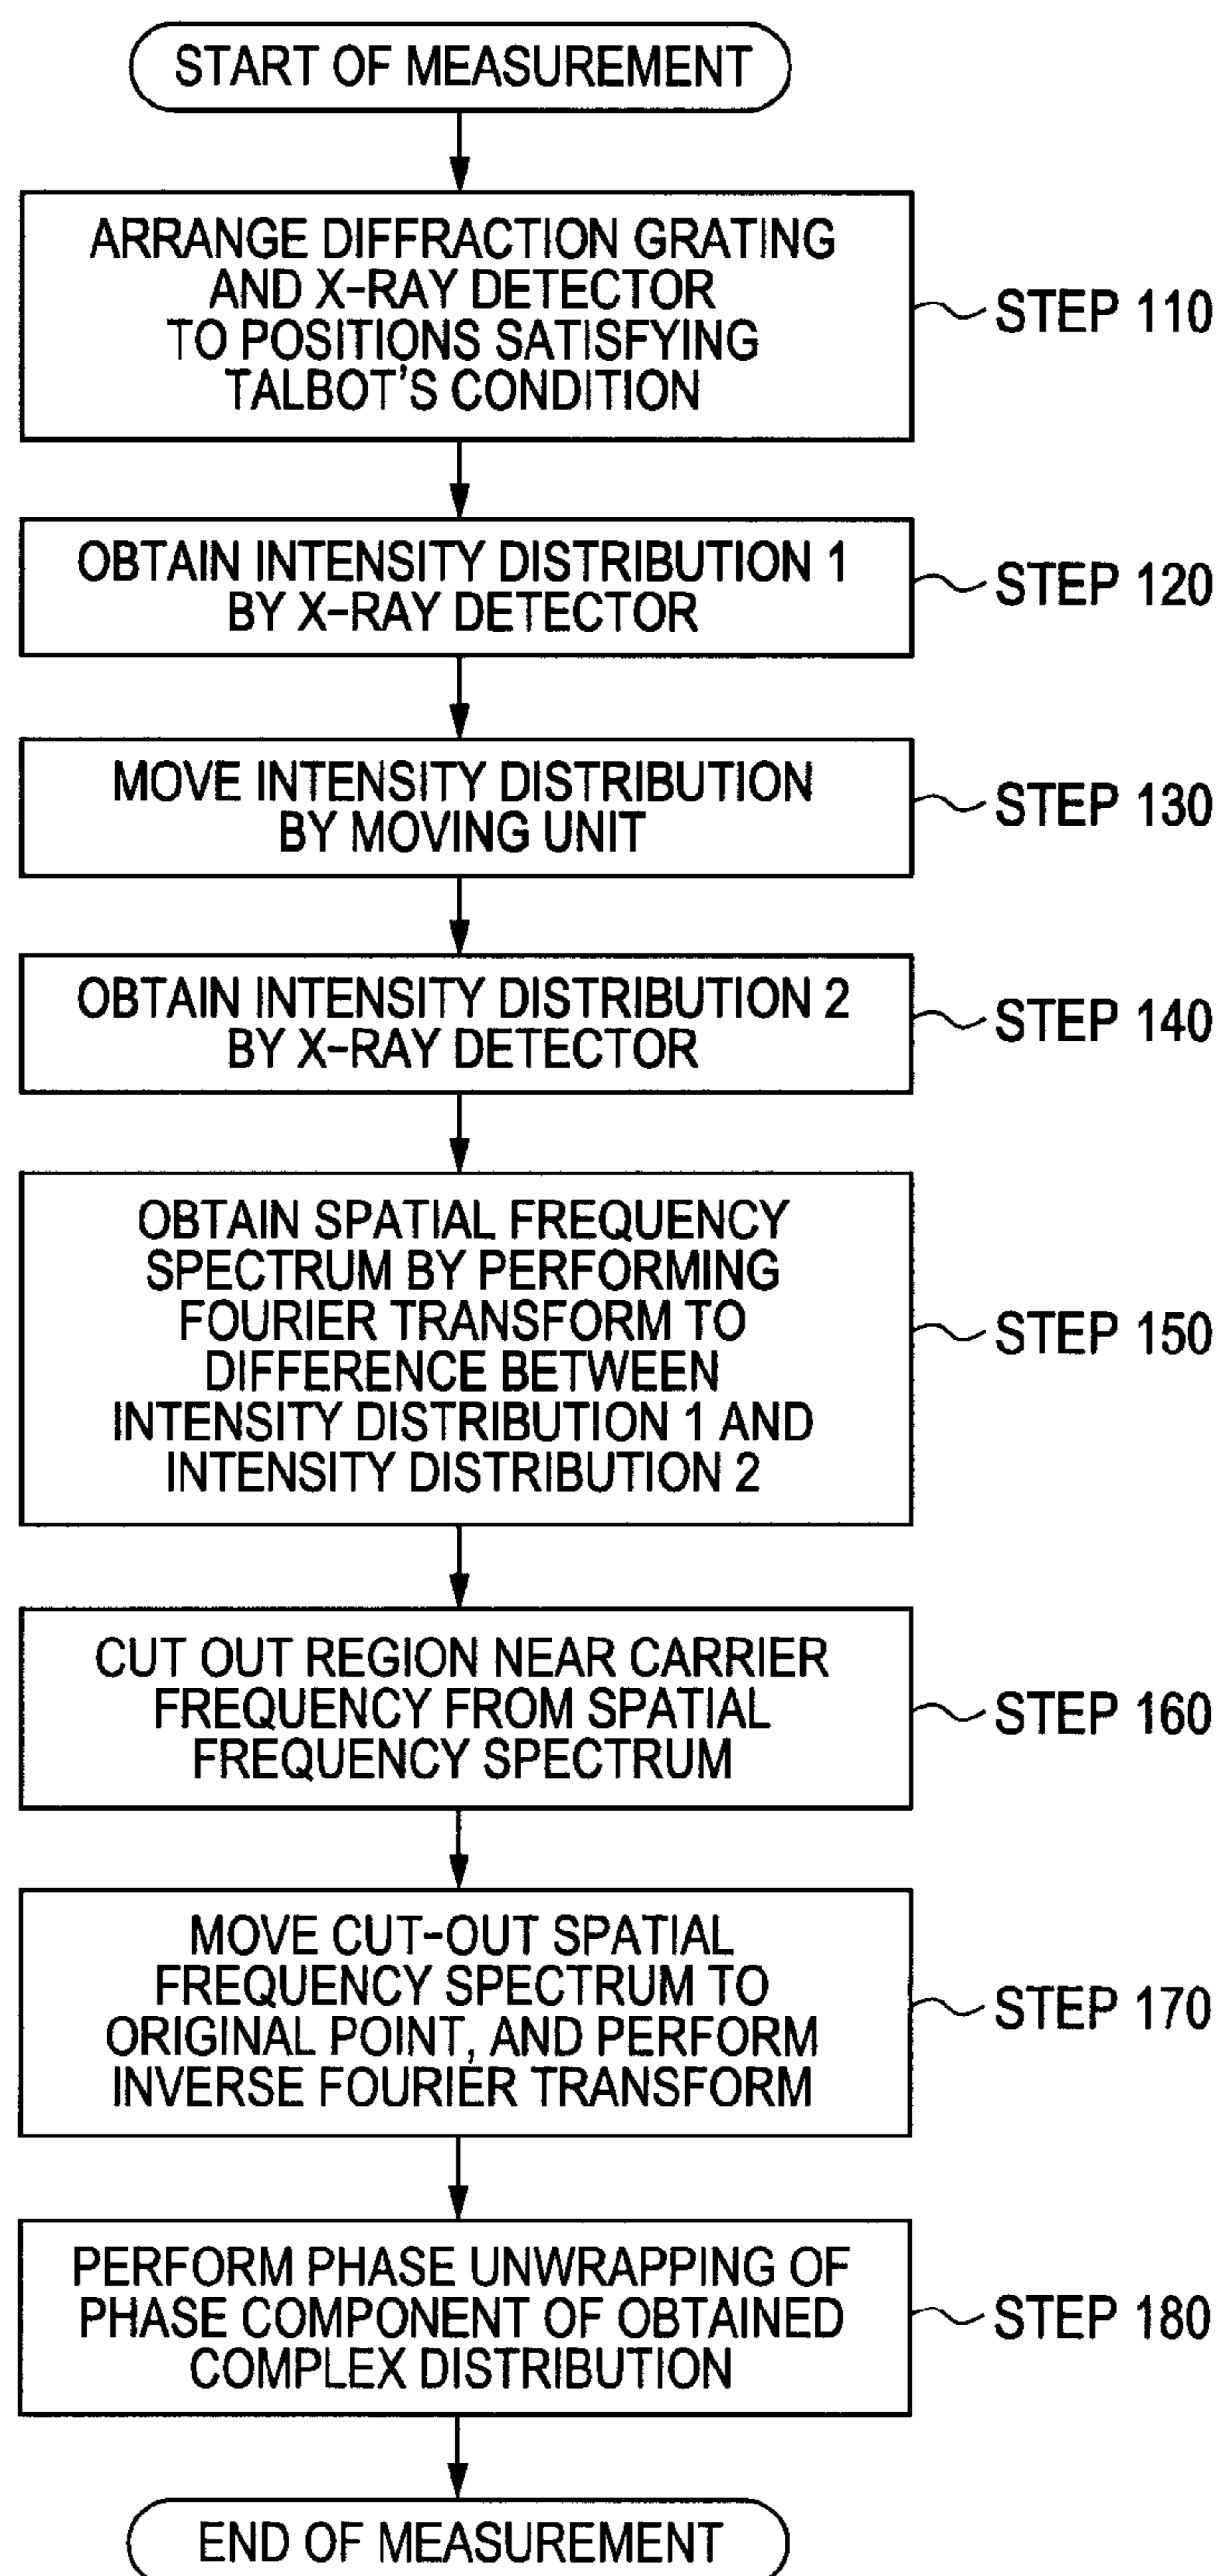 START OF MEASUREMENT
ARRANGE DIFFRACTION GRATING
AND X-RAY DETECTOR
TO POSITIONS SATISFYING
TALBOT'S CONDITION
STEP 110
OBTAIN INTENSITY DISTRIBUTION 1
BY X-RAY DETECTOR
STEP 120
MOVE INTENSITY DISTRIBUTION
BY MOVING UNIT
STEP 130
OBTAIN INTENSITY DISTRIBUTION 2
BY X-RAY DETECTOR
STEP 140
OBTAIN SPATIAL FREQUENCY
SPECTRUM BY PERFORMING
FOURIER TRANSFORM TO
DIFFERENCE BETWEEN
INTENSITY DISTRIBUTION 1 AND
INTENSITY DISTRIBUTION 2
STEP 150
CUT OUT REGION NEAR CARRIER
FREQUENCY FROM SPATIAL
FREQUENCY SPECTRUM
STEP 160
MOVE CUT-OUT SPATIAL
FREQUENCY SPECTRUM TO
ORIGINAL POINT, AND PERFORM
INVERSE FOURIER TRANSFORM
STEP 170
PERFORM PHASE UNWRAPPING OF
PHASE COMPONENT OF OBTAINED
COMPLEX DISTRIBUTION
STEP 180
END OF MEASUREMENT